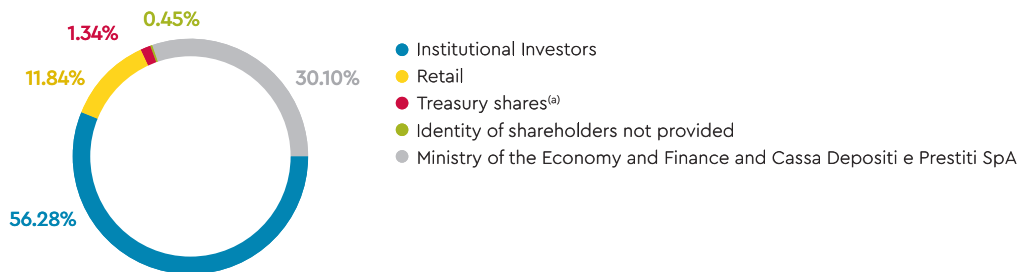 0.45%
1.34%
11.84%
30.10%
56.28%
Institutional Investors
Retail
Treasury shares(a)
Identity of shareholders not provided
Ministry of the Economy and Finance and Cassa Depositi e Prestiti SpA